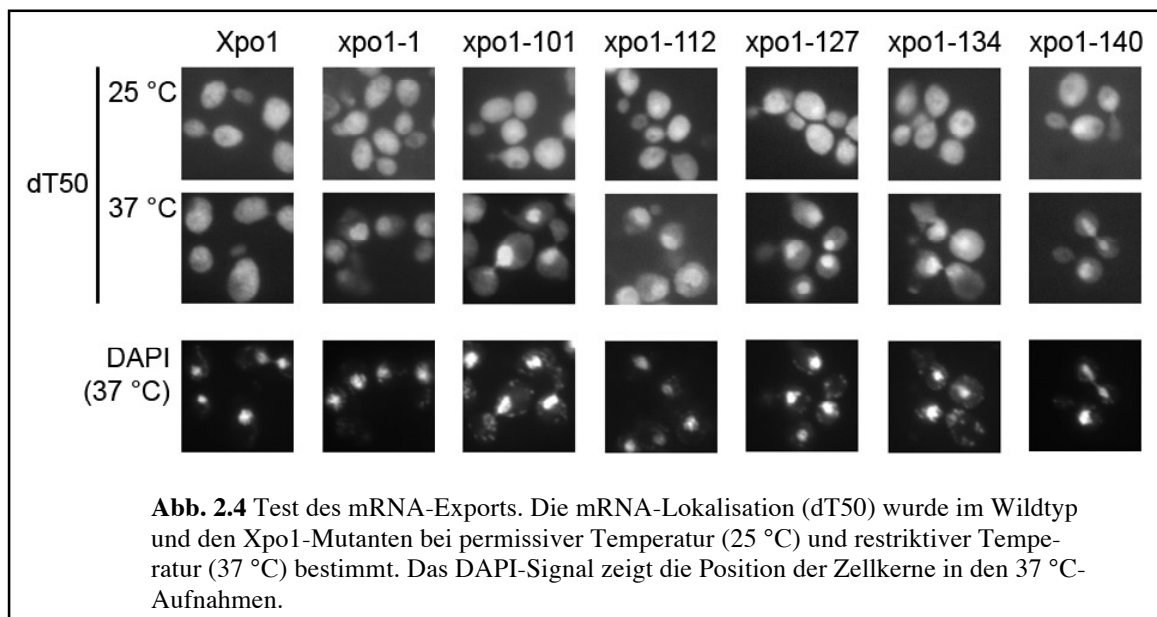 Xpo1 xpo1-1 xpo1-101 xpo1-112 xpo1-127 xpo1-134 xpo1-140
25 °C
dT50
37 °C
DAPI
(37 °C)
Abb. 2.4 Test des mRNA-Exports. Die mRNA-Lokalisation (dT50) wurde im Wildtyp
und den Xpo1-Mutanten bei permissiver Temperatur (25 °C) und restriktiver Tempe-
ratur (37 °C) bestimmt. Das DAPI-Signal zeigt die Position der Zellkerne in den 37 °C-
Aufnahmen.